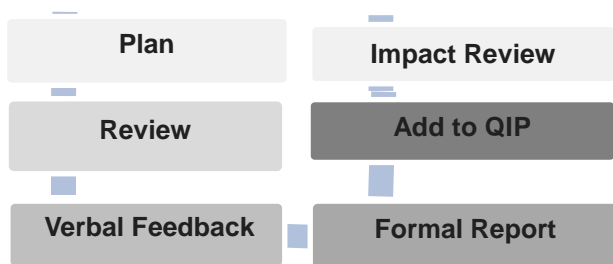 Plan
Impact Review
Review
Add to QIP
Verbal Feedback
Formal Report